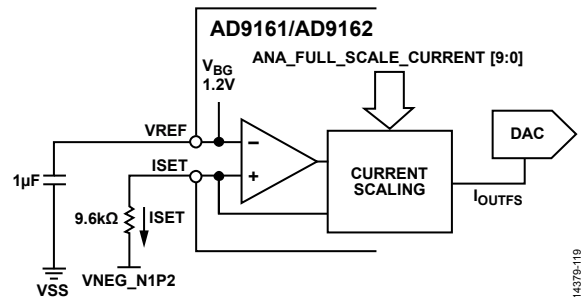 AD9161/AD9162
VBG
1.2V
ANA_FULL_SCALE_CURRENT [9:0]
VREF
ISET
1µF
9.6kΩ
ISET
VSS
VNEG_N1P2
−
+
CURRENT
SCALING
DAC
IOUTFS
14379-119